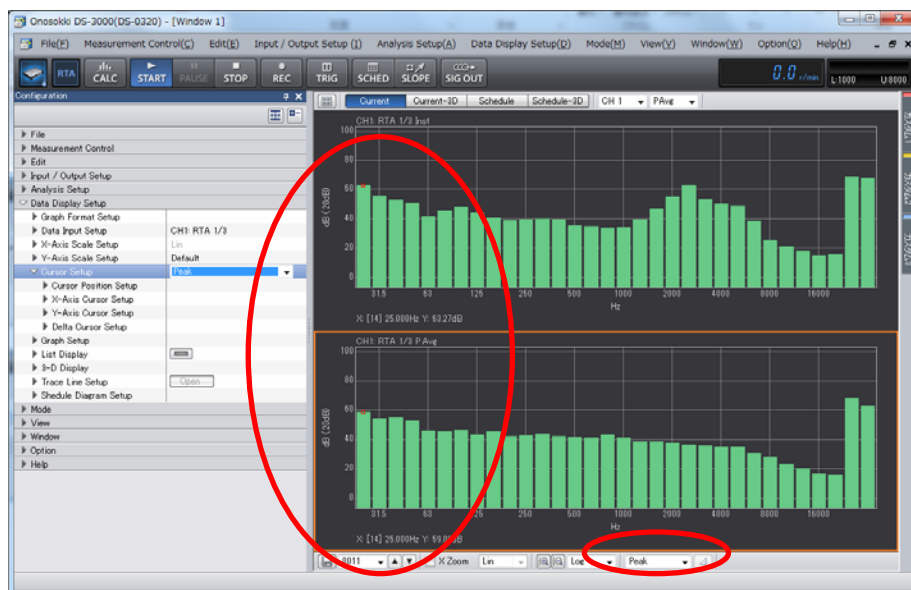 Onosokki DS-3000(DS-0320) - [Window 1]
File(F) Measurement Control(C) Edit(E) Input / Output Setup (I) Analysis Setup(A) Data Display Setup(D) Mode(M) View(V) Window(W) Option(O) Help(H)
RTA CALC START PAUSE STOP REC TRIG SCHED SLOPE SIG OUT 0.0 r/min L:1000 U:8000
Configuration
Current Current-3D Schedule Schedule-3D CH 1 PAvg
File
Measurement Control
Edit
Input / Output Setup
Analysis Setup
Data Display Setup
Graph Format Setup
Data Input Setup CH1: RTA 1/3
X-Axis Scale Setup Lin
Y-Axis Scale Setup Default
Cursor Setup Peak
Cursor Position Setup
X-Axis Cursor Setup
Y-Axis Cursor Setup
Delta Cursor Setup
Graph Setup
List Display
3-D Display
Trace Line Setup Open
Shedule Diagram Setup
Mode
View
Window
Option
Help
CH1: RTA 1/3 Inst
100
80
60
40
20
0
dB (20dB)
31.5 63 125 250 500 1000 2000 4000 8000 16000
Hz
X: [14] 25.000Hz Y: 63.27dB
CH1: RTA 1/3 P.Avg
100
80
60
40
20
0
dB (20dB)
31.5 63 125 250 500 1000 2000 4000 8000 16000
Hz
X: [14] 25.000Hz Y: 59.
X Zoom Lin Log Peak